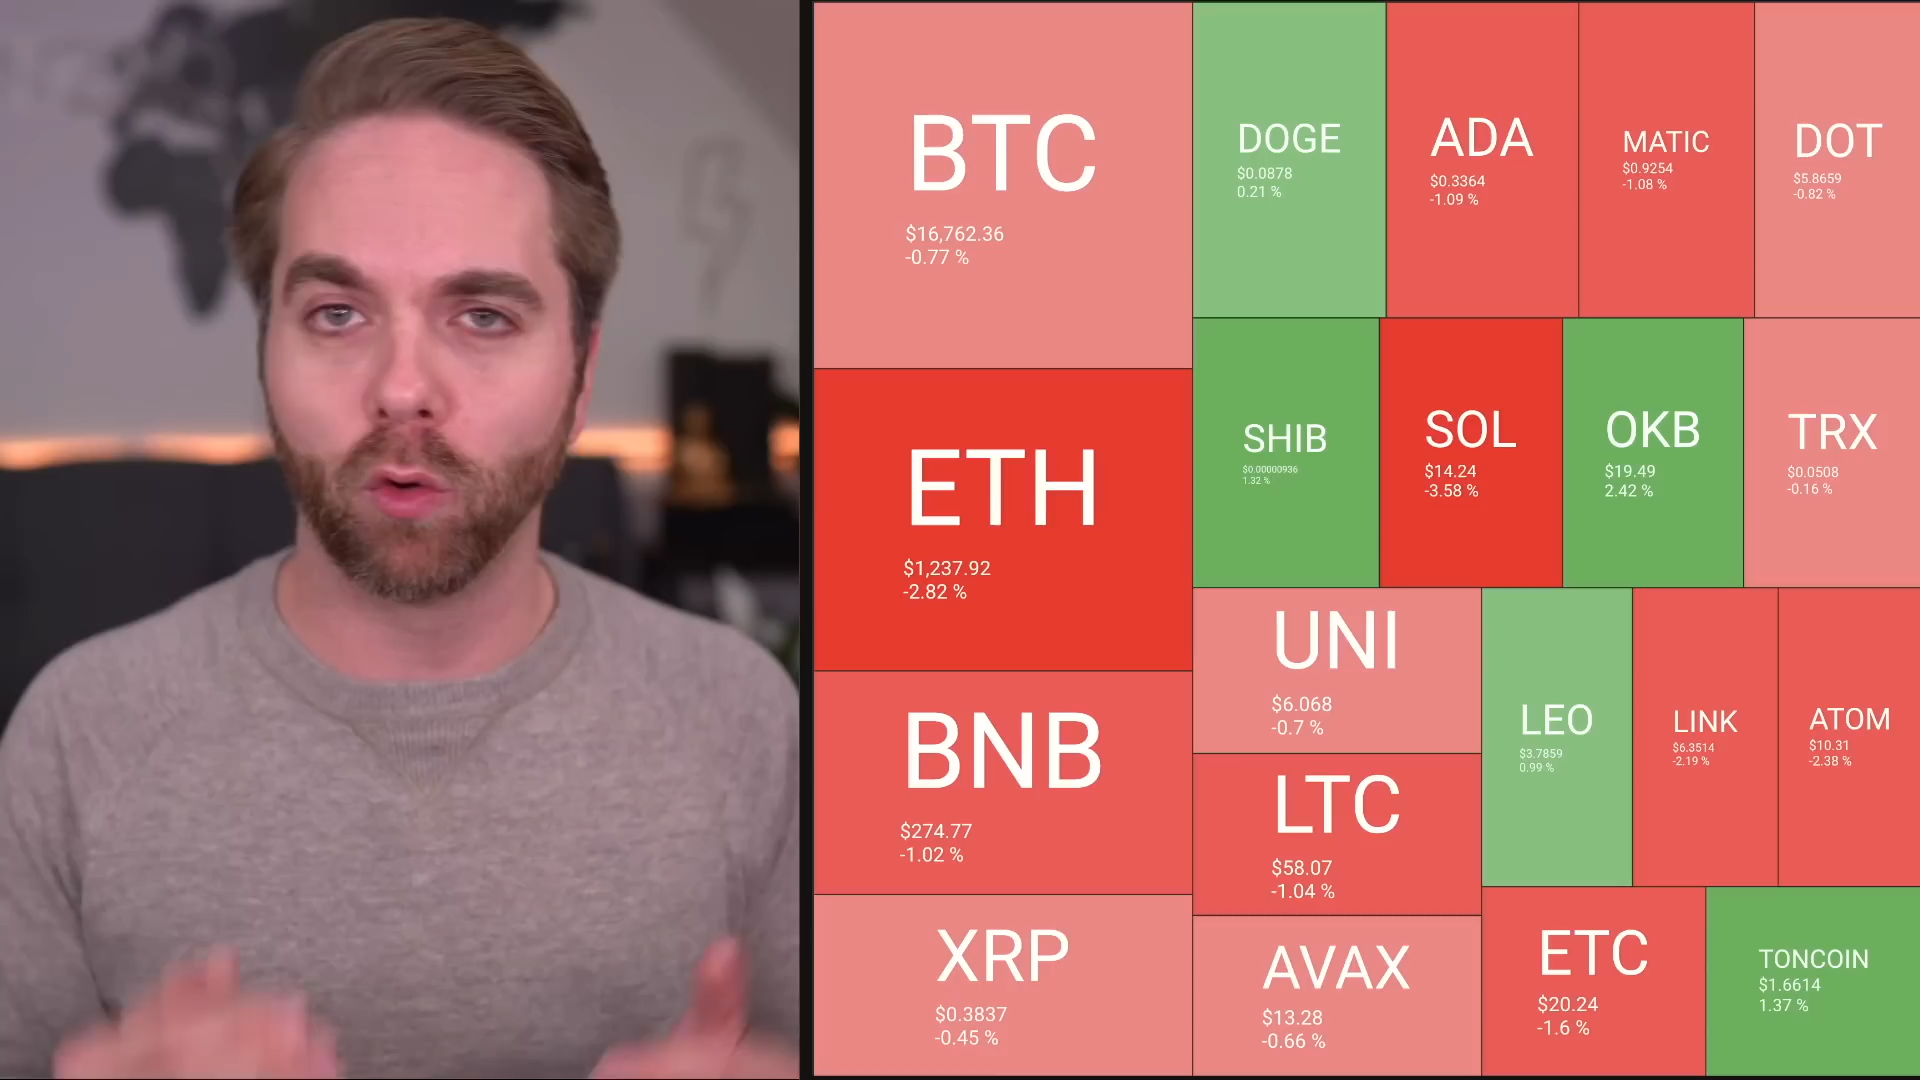 BTC
$16,762.36
-0.77 %
ETH
$1,237.92
-2.82 %
BNB
$274.77
-1.02 %
XRP
$0.3837
-0.45 %
DOGE
$0.0878
0.21 %
ADA
$0.3364
-1.09 %
MATIC
$0.9254
-1.08 %
DOT
$5.8659
-0.82 %
SHIB
$0.00000936
1.32 %
SOL
$14.24
-3.58 %
OKB
$19.49
2.42 %
TRX
$0.0508
-0.16 %
UNI
$6.068
-0.7 %
LTC
$58.07
-1.04 %
AVAX
$13.28
-0.66 %
LEO
$3.7859
0.99 %
LINK
$6.3514
-2.19 %
ATOM
$10.31
-2.38 %
ETC
$20.24
-1.6 %
TONCOIN
$1.6614
1.37 %